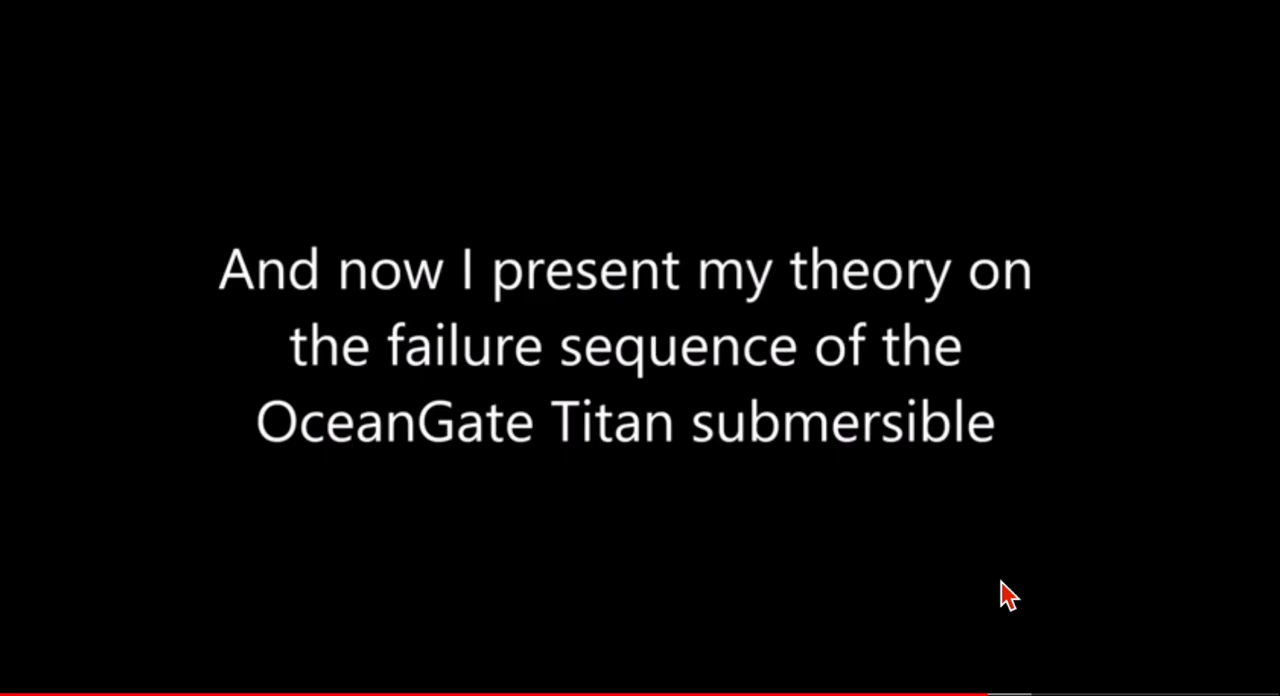 And now I present my theory on
the failure sequence of the
OceanGate Titan submersible